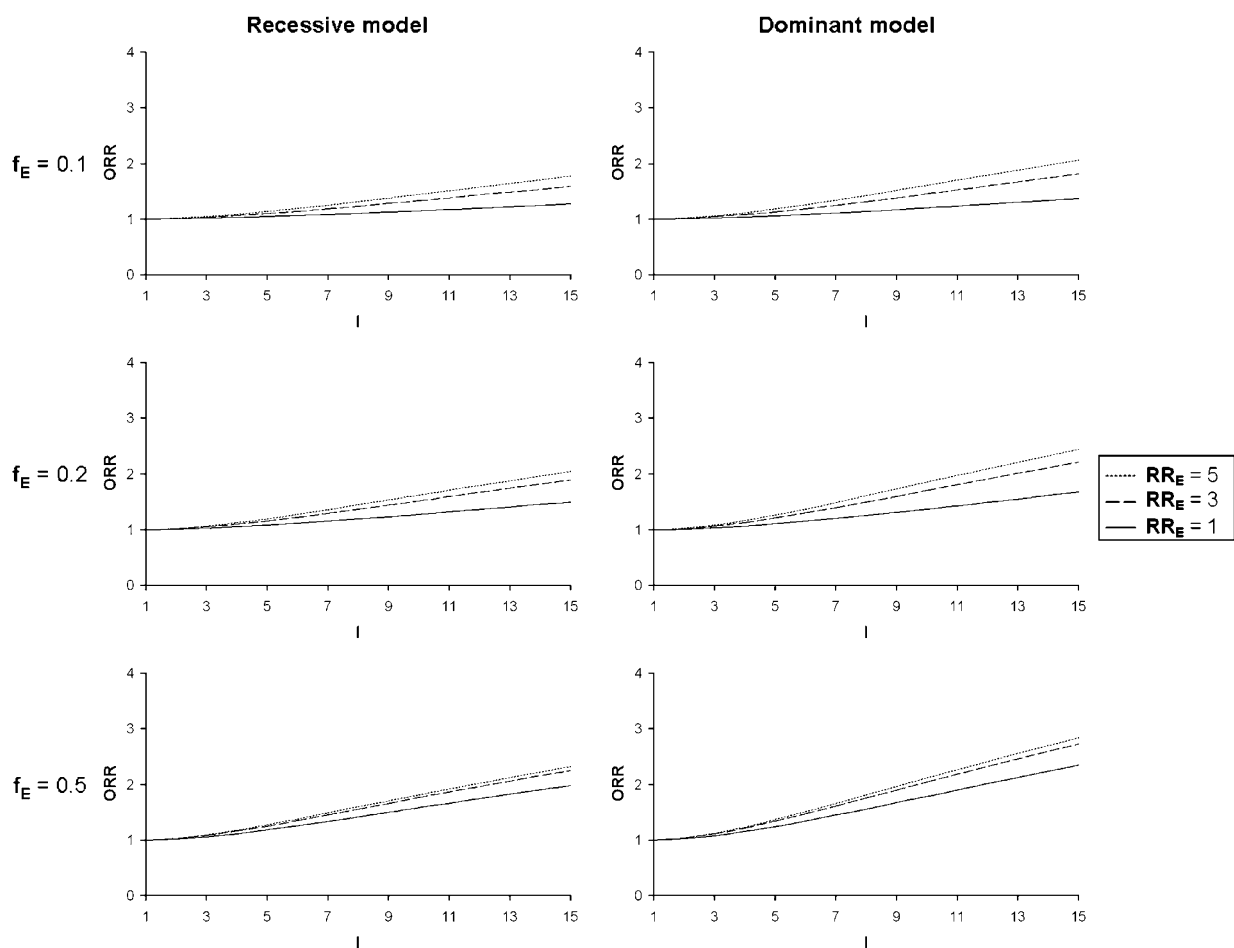 Recessive model
Dominant model
f_E = 0.1
ORR
4
3
2
1
0
1 3 5 7 9 11 13 15
I
ORR
4
3
2
1
0
1 3 5 7 9 11 13 15
I
f_E = 0.2
ORR
4
3
2
1
0
1 3 5 7 9 11 13 15
I
ORR
4
3
2
1
0
1 3 5 7 9 11 13 15
I
RR_E = 5
RR_E = 3
RR_E = 1
f_E = 0.5
ORR
4
3
2
1
0
1 3 5 7 9 11 13 15
I
ORR
4
3
2
1
0
1 3 5 7 9 11 13 15
I